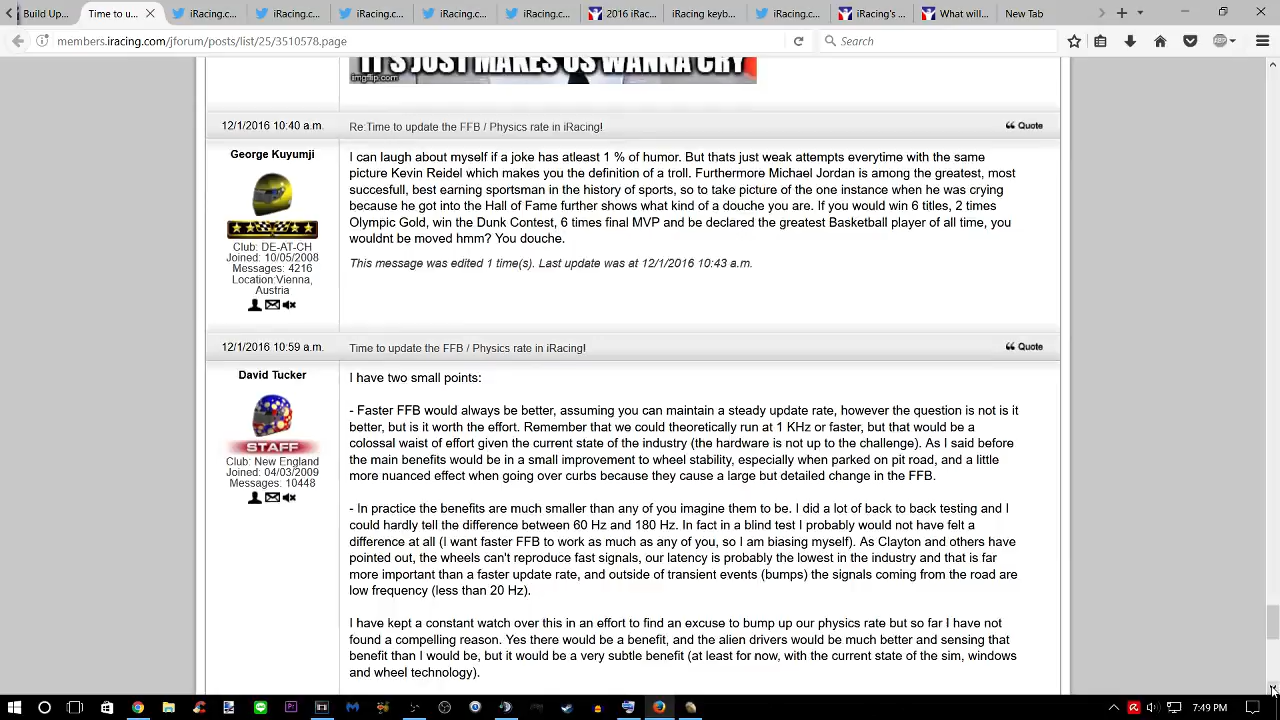 Build Up...
Time to u...
iRacing.c...
iRacing.c...
iRacing.c...
iRacing.c...
iRacing.c...
2016 iRac...
iRacing keyb...
iRacing.c...
iRacing's ...
What will...
New Tab
members.iracing.com/jforum/posts/list/25/3510578.page
Search
ABP
IT'S JUST MAKES US WANNA CRY
imgflip.com
12/1/2016 10:40 a.m.
Re:Time to update the FFB / Physics rate in iRacing!
Quote
George Kuyumji
Club: DE-AT-CH
Joined: 10/05/2008
Messages: 4216
Location:Vienna,
Austria
I can laugh about myself if a joke has atleast 1 % of humor. But thats just weak attempts everytime with the same
picture Kevin Reidel which makes you the definition of a troll. Furthermore Michael Jordan is among the greatest, most
succesfull, best earning sportsman in the history of sports, so to take picture of the one instance when he was crying
because he got into the Hall of Fame further shows what kind of a douche you are. If you would win 6 titles, 2 times
Olympic Gold, win the Dunk Contest, 6 times final MVP and be declared the greatest Basketball player of all time, you
wouldnt be moved hmm? You douche.
This message was edited 1 time(s). Last update was at 12/1/2016 10:43 a.m.
12/1/2016 10:59 a.m.
Time to update the FFB / Physics rate in iRacing!
Quote
David Tucker
STAFF
Club: New England
Joined: 04/03/2009
Messages: 10448
I have two small points:
- Faster FFB would always be better, assuming you can maintain a steady update rate, however the question is not is it
better, but is it worth the effort. Remember that we could theoretically run at 1 KHz or faster, but that would be a
colossal waist of effort given the current state of the industry (the hardware is not up to the challenge). As I said before
the main benefits would be in a small improvement to wheel stability, especially when parked on pit road, and a little
more nuanced effect when going over curbs because they cause a large but detailed change in the FFB.
- In practice the benefits are much smaller than any of you imagine them to be. I did a lot of back to back testing and I
could hardly tell the difference between 60 Hz and 180 Hz. In fact in a blind test I probably would not have felt a
difference at all (I want faster FFB to work as much as any of you, so I am biasing myself). As Clayton and others have
pointed out, the wheels can't reproduce fast signals, our latency is probably the lowest in the industry and that is far
more important than a faster update rate, and outside of transient events (bumps) the signals coming from the road are
low frequency (less than 20 Hz).
I have kept a constant watch over this in an effort to find an excuse to bump up our physics rate but so far I have not
found a compelling reason. Yes there would be a benefit, and the alien drivers would be much better and sensing that
benefit than I would be, but it would be a very subtle benefit (at least for now, with the current state of the sim, windows
and wheel technology).
7:49 PM